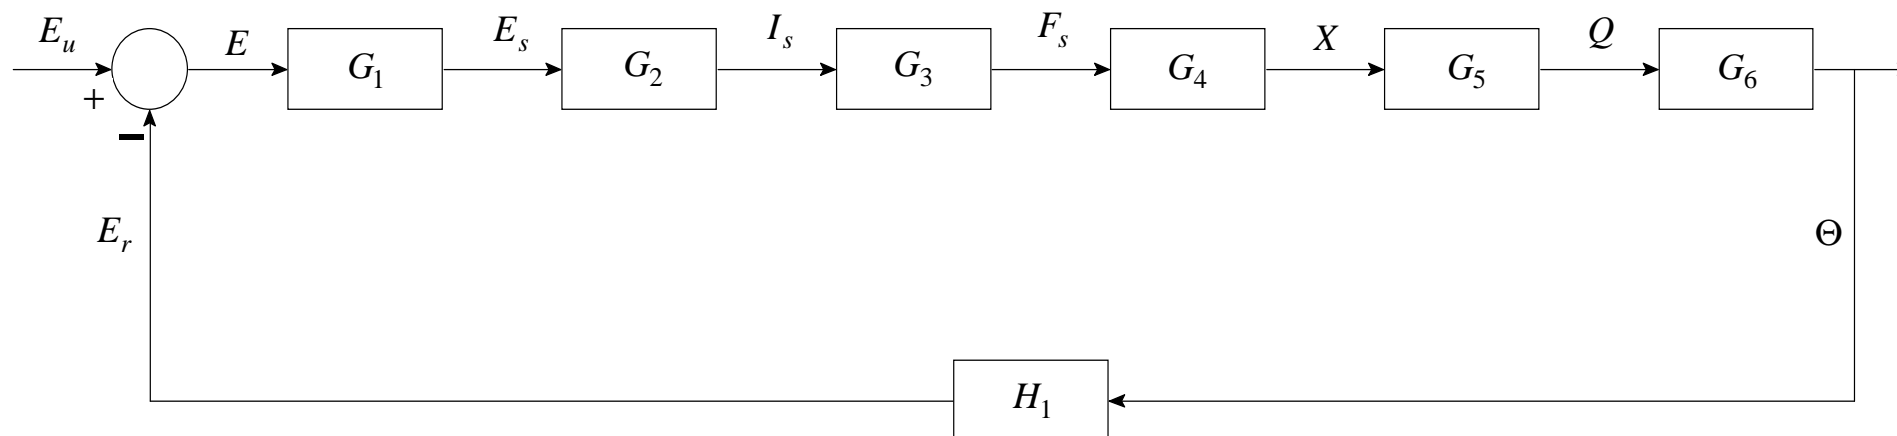 E_u E G_1 E_s G_2 I_s G_3 F_s G_4 X G_5 Q G_6
+
−
E_r Θ
H_1